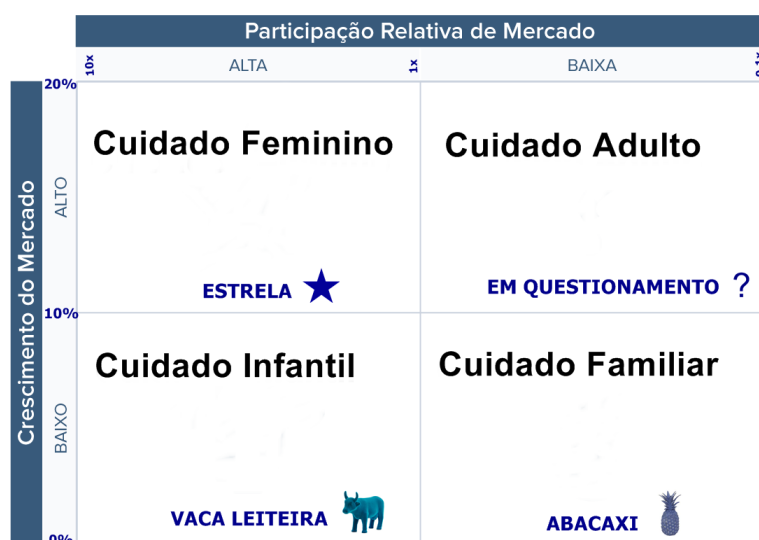 Participação Relativa de Mercado
10x
ALTA
1x
BAIXA
20%
Cuidado Feminino
Cuidado Adulto
ALTO
ESTRELA
EM QUESTIONAMENTO ?
Crescimento do Mercado
10%
Cuidado Infantil
Cuidado Familiar
BAIXO
VACA LEITEIRA
ABACAXI
0%